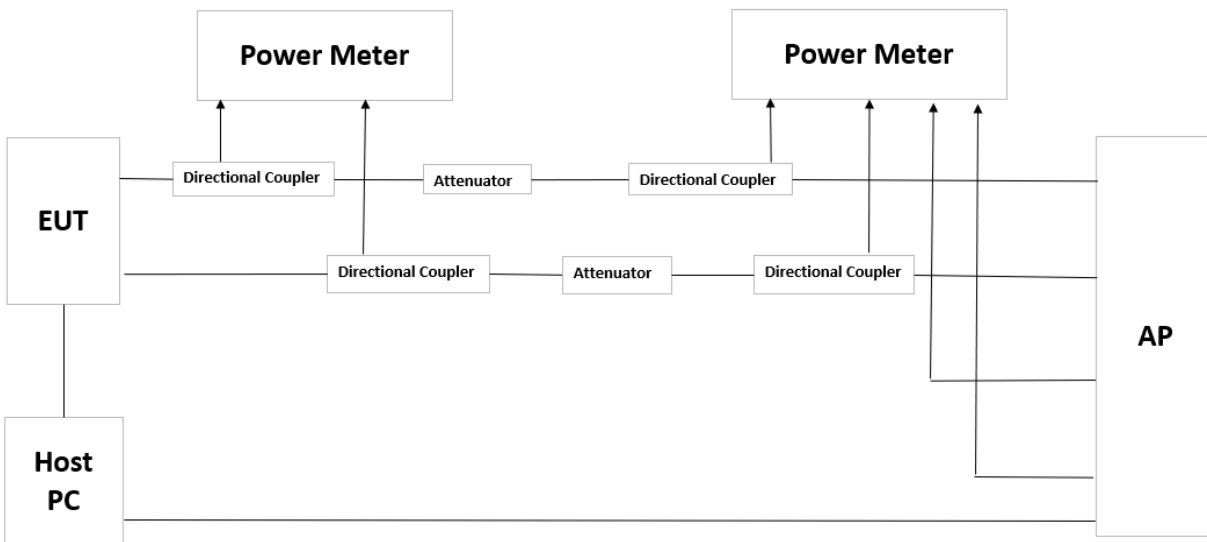 Power Meter
Power Meter
Directional Coupler
Attenuator
Directional Coupler
EUT
Directional Coupler
Attenuator
Directional Coupler
AP
Host
PC